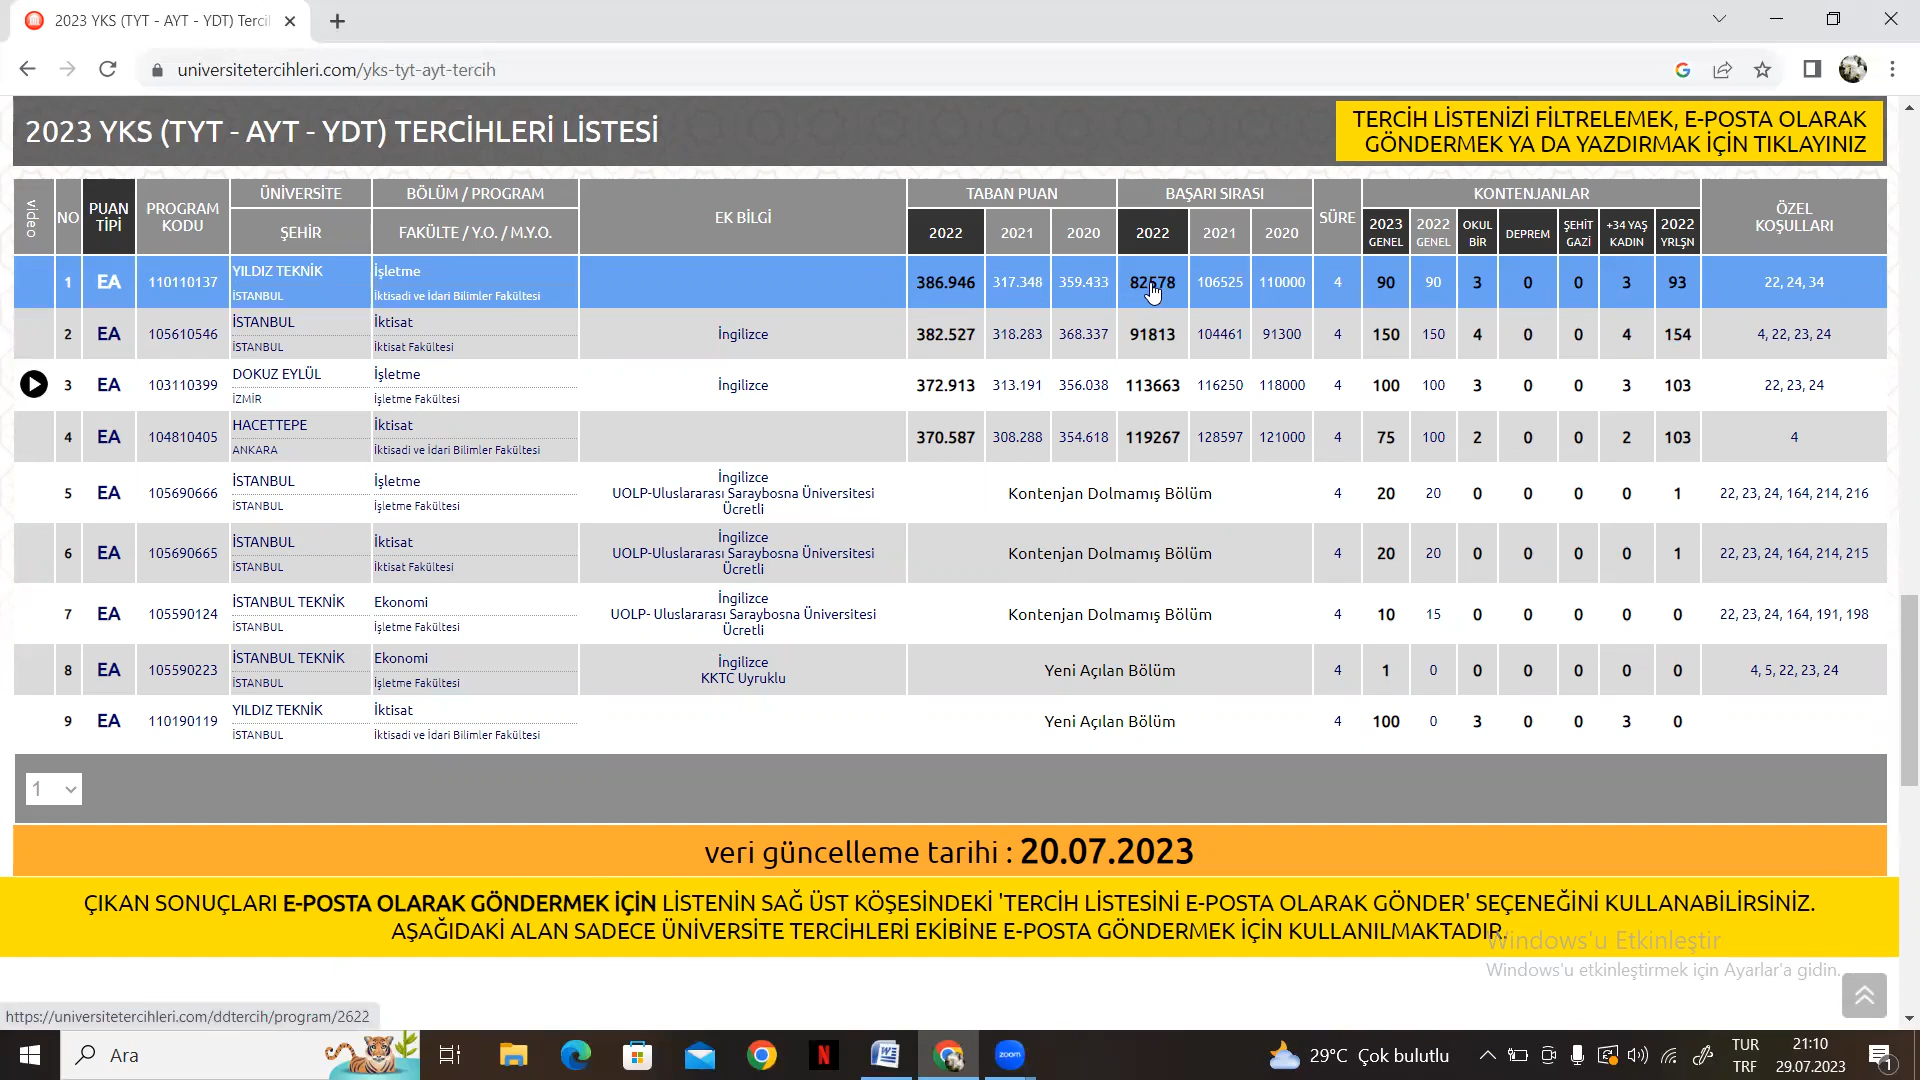 2023 YKS (TYT - AYT - YDT) Terci
universitetercihleri.com/yks-tyt-ayt-tercih
2023 YKS (TYT - AYT - YDT) TERCİHLERİ LİSTESİ
TERCİH LİSTENİZİ FİLTRELEMEK, E-POSTA OLARAK
GÖNDERMEK YA DA YAZDIRMAK İÇİN TIKLAYINIZ
video NO PUAN TİPİ PROGRAM KODU ÜNİVERSİTE BÖLÜM / PROGRAM EK BİLGİ TABAN PUAN BAŞARI SIRASI SÜRE KONTENJANLAR ÖZEL KOŞULLARI
ŞEHİR FAKÜLTE / Y.O. / M.Y.O. 2022 2021 2020 2022 2021 2020 2023 GENEL 2022 GENEL OKUL BİR DEPREM ŞEHİT GAZİ +34 YAŞ KADIN 2022 YRLŞN
1 EA 110110137 YILDIZ TEKNİK İşletme 386.946 317.348 359.433 82578 106525 110000 4 90 90 3 0 0 3 93 22, 24, 34
İSTANBUL İktisadi ve İdari Bilimler Fakültesi
2 EA 105610546 İSTANBUL İktisat İngilizce 382.527 318.283 368.337 91813 104461 91300 4 150 150 4 0 0 4 154 4, 22, 23, 24
İSTANBUL İktisat Fakültesi
3 EA 103110399 DOKUZ EYLÜL İşletme İngilizce 372.913 313.191 356.038 113663 116250 118000 4 100 100 3 0 0 3 103 22, 23, 24
İZMİR İşletme Fakültesi
4 EA 104810405 HACETTEPE İktisat 370.587 308.288 354.618 119267 128597 121000 4 75 100 2 0 0 2 103 4
ANKARA İktisadi ve İdari Bilimler Fakültesi
5 EA 105690666 İSTANBUL İşletme İngilizce UOLP-Uluslararası Saraybosna Üniversitesi Ücretli Kontenjan Dolmamış Bölüm 4 20 20 0 0 0 0 1 22, 23, 24, 164, 214, 216
İSTANBUL İşletme Fakültesi
6 EA 105690665 İSTANBUL İktisat İngilizce UOLP-Uluslararası Saraybosna Üniversitesi Ücretli Kontenjan Dolmamış Bölüm 4 20 20 0 0 0 0 1 22, 23, 24, 164, 214, 215
İSTANBUL İktisat Fakültesi
7 EA 105590124 İSTANBUL TEKNİK Ekonomi İngilizce UOLP- Uluslararası Saraybosna Üniversitesi Ücretli Kontenjan Dolmamış Bölüm 4 10 15 0 0 0 0 0 22, 23, 24, 164, 191, 198
İSTANBUL İşletme Fakültesi
8 EA 105590223 İSTANBUL TEKNİK Ekonomi İngilizce KKTC Uyruklu Yeni Açılan Bölüm 4 1 0 0 0 0 0 0 4, 5, 22, 23, 24
İSTANBUL İşletme Fakültesi
9 EA 110190119 YILDIZ TEKNİK İktisat Yeni Açılan Bölüm 4 100 0 3 0 0 3 0
İSTANBUL İktisadi ve İdari Bilimler Fakültesi
1
veri güncelleme tarihi : 20.07.2023
ÇIKAN SONUÇLARI E-POSTA OLARAK GÖNDERMEK İÇİN LİSTENİN SAĞ ÜST KÖŞESİNDEKİ 'TERCİH LİSTESİNİ E-POSTA OLARAK GÖNDER' SEÇENEĞİNİ KULLANABİLİRSİNİZ.
AŞAĞIDAKİ ALAN SADECE ÜNİVERSİTE TERCİHLERİ EKİBİNE E-POSTA GÖNDERMEK İÇİN KULLANILMAKTADIR.
Windows'u Etkinleştir
Windows'u etkinleştirmek için Ayarlar'a gidin.
https://universitetercihleri.com/ddtercih/program/2622
Ara
N
zoom
29°C Çok bulutlu
TUR
TRF
21:10
29.07.2023
1